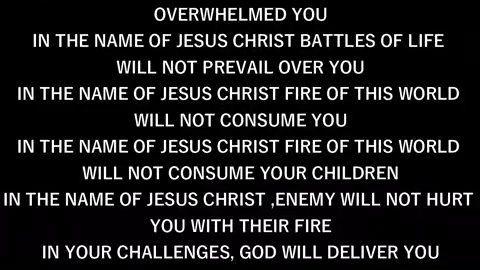 OVERWHELMED YOU
IN THE NAME OF JESUS CHRIST BATTLES OF LIFE
WILL NOT PREVAIL OVER YOU
IN THE NAME OF JESUS CHRIST FIRE OF THIS WORLD
WILL NOT CONSUME YOU
IN THE NAME OF JESUS CHRIST FIRE OF THIS WORLD
WILL NOT CONSUME YOUR CHILDREN
IN THE NAME OF JESUS CHRIST ,ENEMY WILL NOT HURT
YOU WITH THEIR FIRE
IN YOUR CHALLENGES, GOD WILL DELIVER YOU